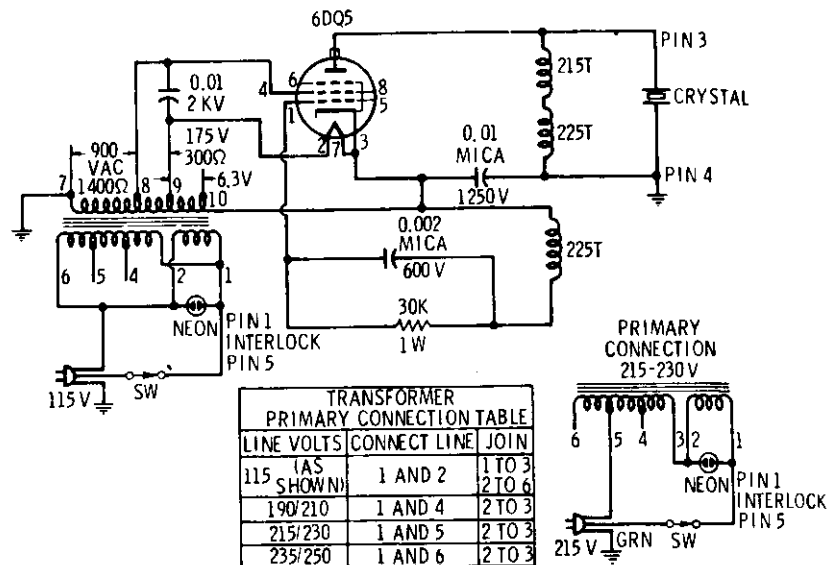 6DQ5
PIN 3
215T
CRYSTAL
225T
PIN 4
0.01
2 KV
6
4
1
8
5
2
7
3
0.01
MICA
1250 V
175 V
300Ω
900
VAC
1400Ω
6.3V
7
8
9
10
0.002
MICA
600 V
225T
30K
1 W
6
5
4
2
1
NEON
PIN 1
INTERLOCK
PIN 5
115 V
SW
TRANSFORMER
PRIMARY CONNECTION TABLE
LINE VOLTS CONNECT LINE JOIN
115 (AS SHOWN) 1 AND 2 1 TO 3
2 TO 6
190/210 1 AND 4 2 TO 3
215/230 1 AND 5 2 TO 3
235/250 1 AND 6 2 TO 3
PRIMARY
CONNECTION
215-230 V
6
5
4
3
2
1
NEON
PIN 1
INTERLOCK
PIN 5
215 V
GRN
SW